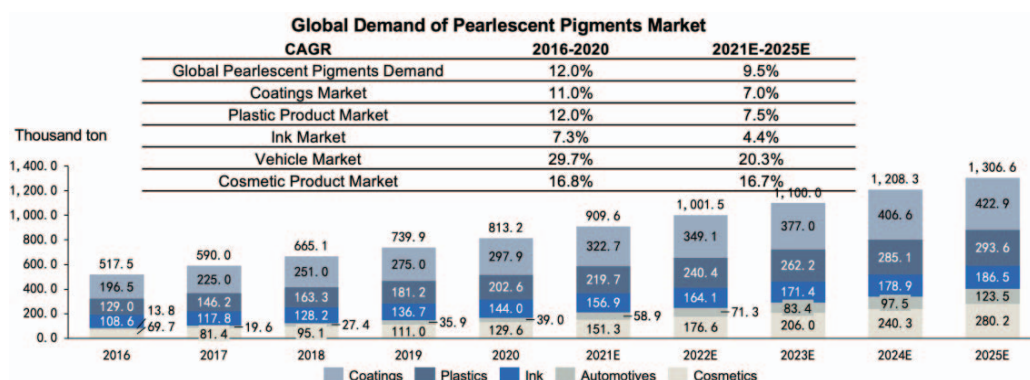 Global Demand of Pearlescent Pigments Market
CAGR 2016-2020 2021E-2025E
Global Pearlescent Pigments Demand 12.0% 9.5%
Coatings Market 11.0% 7.0%
Plastic Product Market 12.0% 7.5%
Ink Market 7.3% 4.4%
Vehicle Market 29.7% 20.3%
Cosmetic Product Market 16.8% 16.7%
Thousand ton
1,400.0
1,200.0
1,000.0
800.0
600.0
400.0
200.0
0.0
517.5 590.0 665.1 739.9 813.2 909.6 1,001.5 1,100.0 1,208.3 1,306.6
196.5 225.0 251.0 275.0 297.9 322.7 349.1 377.0 406.6 422.9
129.0 146.2 163.3 181.2 202.6 219.7 240.4 262.2 285.1 293.6
108.6 117.8 128.2 136.7 144.0 156.9 164.1 171.4 178.9 186.5
13.8 19.6 27.4 35.9 39.0 58.9 71.3 83.4 97.5 123.5
69.7 81.4 95.1 111.0 129.6 151.3 176.6 206.0 240.3 280.2
2016 2017 2018 2019 2020 2021E 2022E 2023E 2024E 2025E
Coatings Plastics Ink Automotives Cosmetics